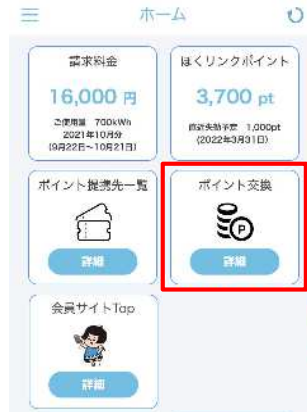 ホーム
請求料金
ほくリンクポイント
16,000 円
3,700 pt
ご使用量 700kWh
2021年10月分
(9月22日~10月21日)
直近失効予定 1,000pt
(2022年3月31日)
ポイント提携先一覧
ポイント交換
P
詳細
詳細
会員サイトTop
詳細